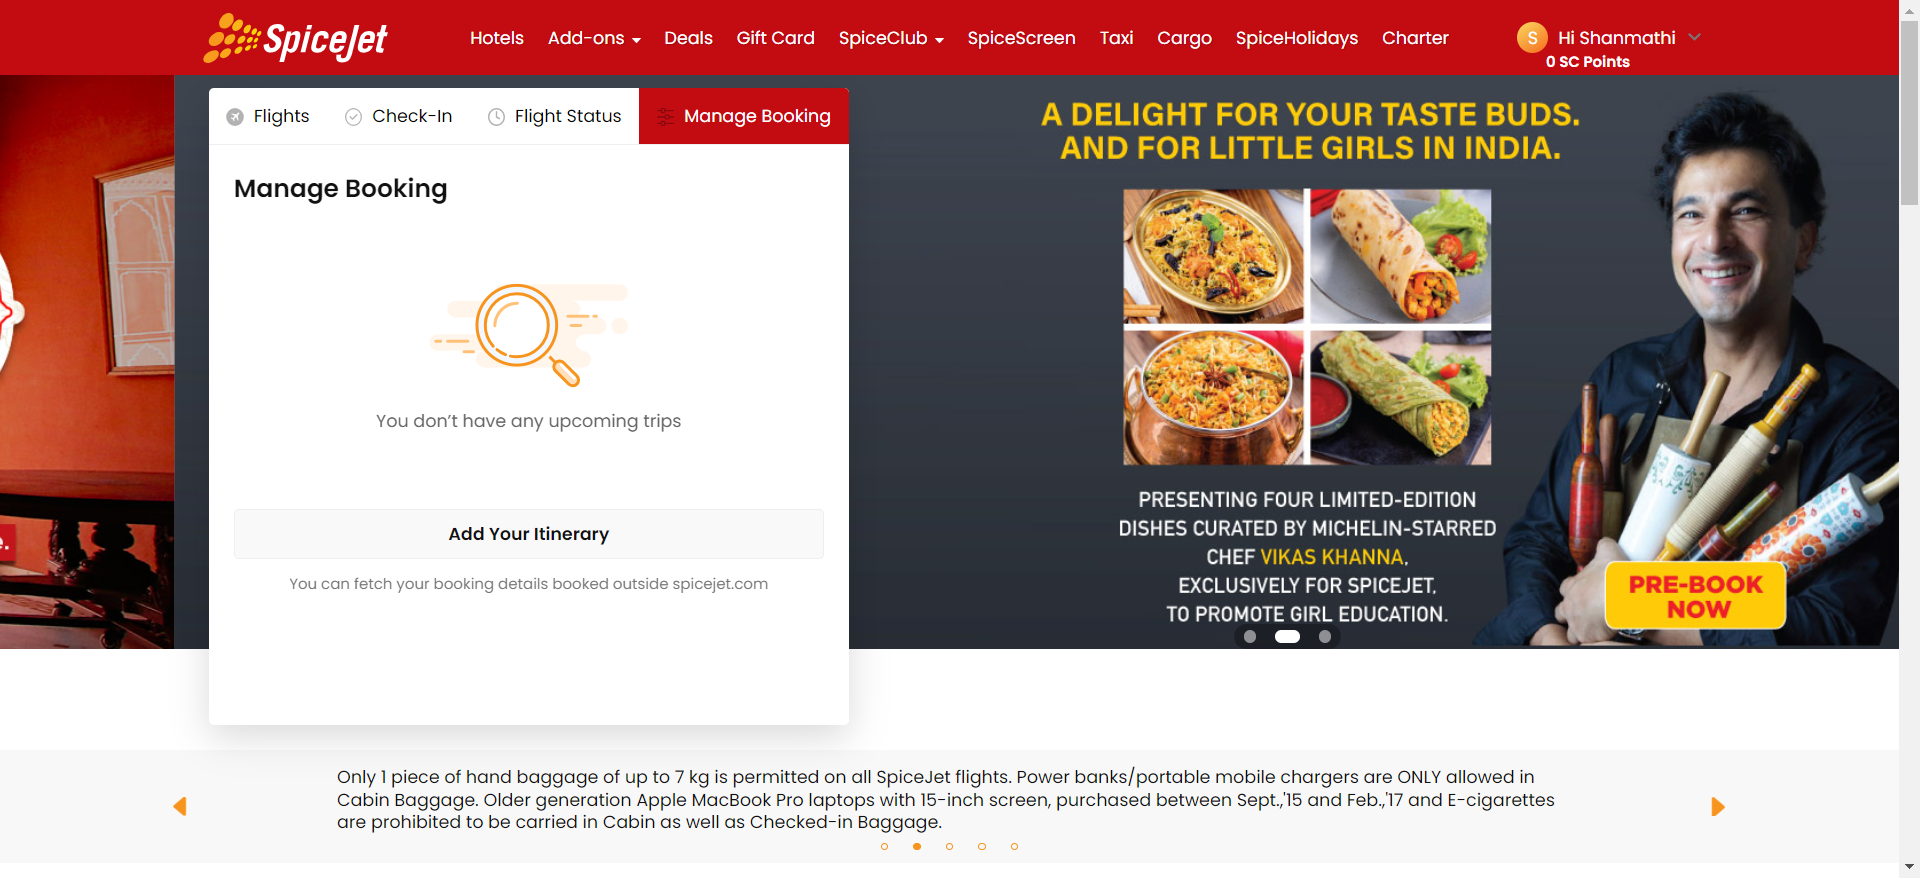 SpiceJet
Hotels
Add-ons
Deals
Gift Card
SpiceClub
SpiceScreen
Taxi
Cargo
SpiceHolidays
Charter
S
Hi Shanmathi
0 SC Points
Flights
Check-In
Flight Status
Manage Booking
Manage Booking
You don’t have any upcoming trips
Add Your Itinerary
You can fetch your booking details booked outside spicejet.com
A DELIGHT FOR YOUR TASTE BUDS.
AND FOR LITTLE GIRLS IN INDIA.
PRESENTING FOUR LIMITED-EDITION
DISHES CURATED BY MICHELIN-STARRED
CHEF VIKAS KHANNA,
EXCLUSIVELY FOR SPICEJET,
TO PROMOTE GIRL EDUCATION.
PRE-BOOK
NOW
Only 1 piece of hand baggage of up to 7 kg is permitted on all SpiceJet flights. Power banks/portable mobile chargers are ONLY allowed in
Cabin Baggage. Older generation Apple MacBook Pro laptops with 15-inch screen, purchased between Sept.,'15 and Feb.,'17 and E-cigarettes
are prohibited to be carried in Cabin as well as Checked-in Baggage.